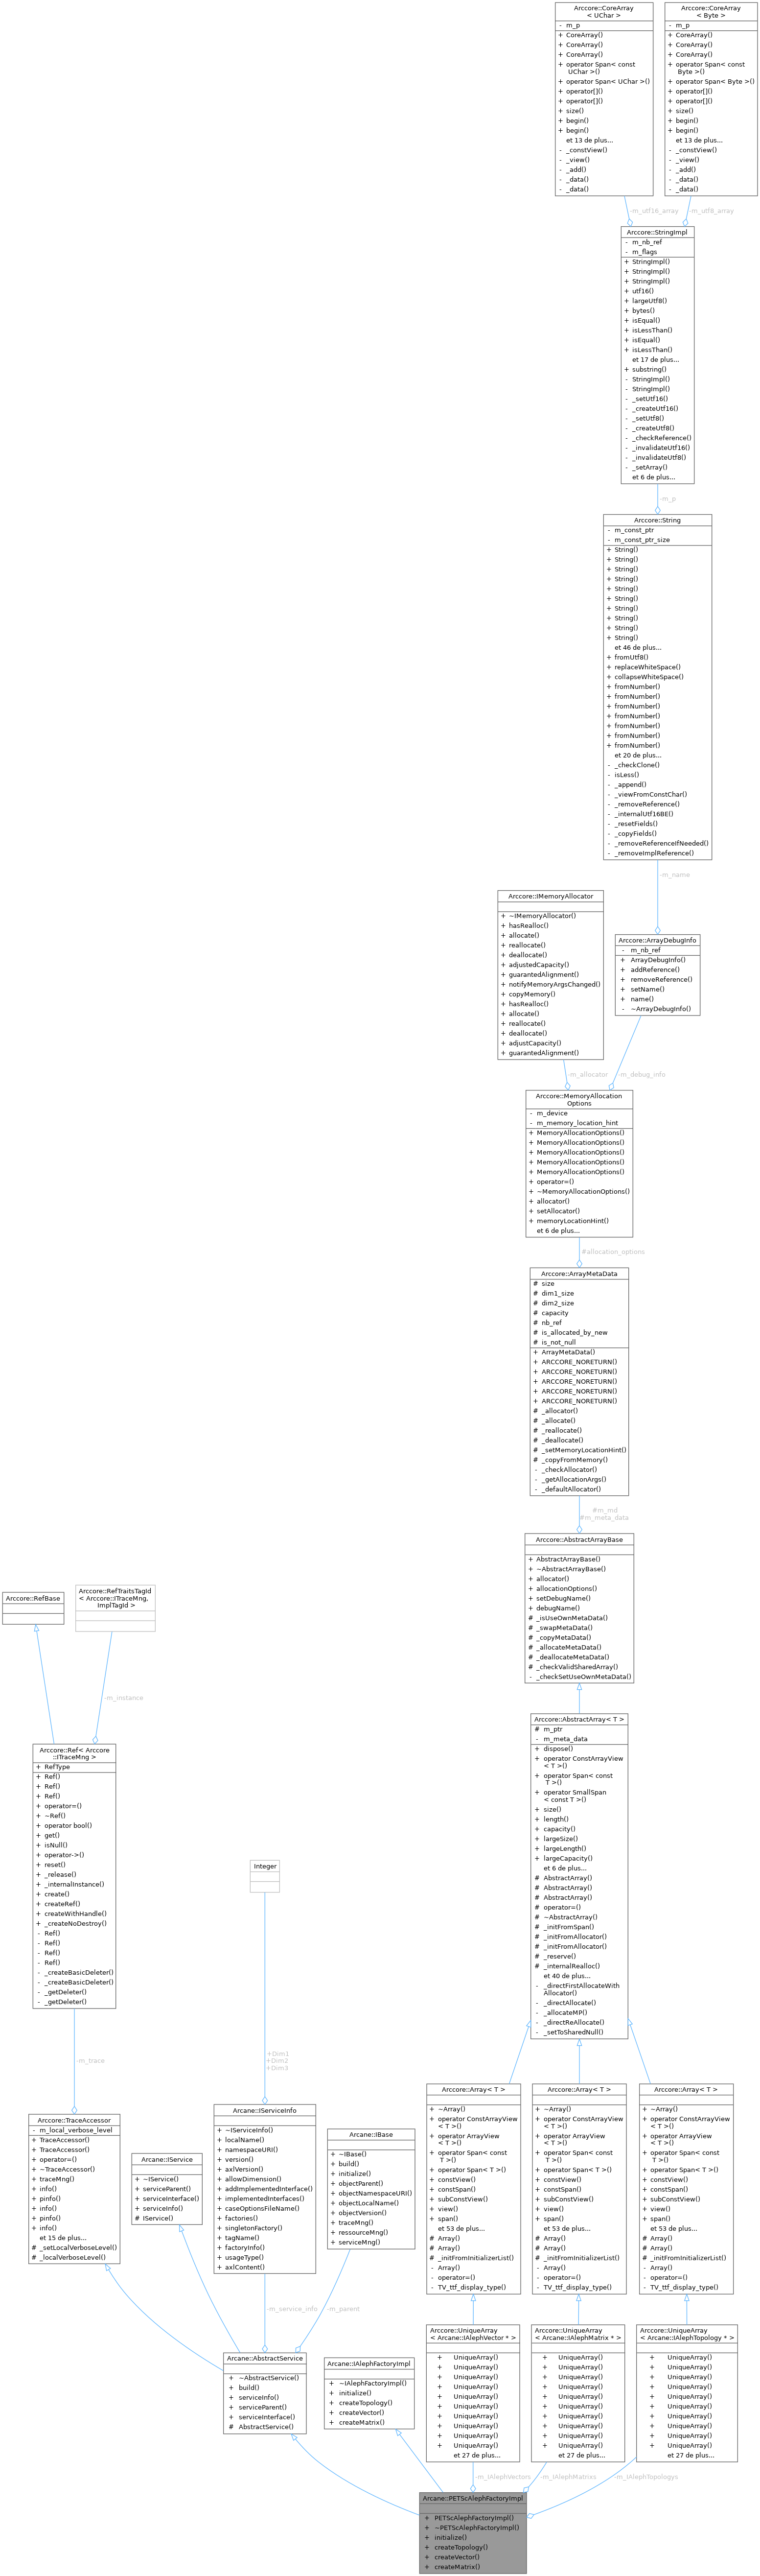 Arccore::CoreArray
< UChar >
- m_p
+ CoreArray()
+ CoreArray()
+ CoreArray()
+ operator Span< const
UChar >()
+ operator Span< UChar >()
+ operator[]()
+ operator[]()
+ size()
+ begin()
+ begin()
et 13 de plus...
- _constView()
- _view()
- _add()
- _data()
- _data()
Arccore::CoreArray
< Byte >
- m_p
+ CoreArray()
+ CoreArray()
+ CoreArray()
+ operator Span< const
Byte >()
+ operator Span< Byte >()
+ operator[]()
+ operator[]()
+ size()
+ begin()
+ begin()
et 13 de plus...
- _constView()
- _view()
- _add()
- _data()
- _data()
-m_utf16_array
-m_utf8_array
Arccore::StringImpl
- m_nb_ref
- m_flags
+ StringImpl()
+ StringImpl()
+ StringImpl()
+ utf16()
+ largeUtf8()
+ bytes()
+ isEqual()
+ isLessThan()
+ isEqual()
+ isLessThan()
et 17 de plus...
+ substring()
- StringImpl()
- StringImpl()
- _setUtf16()
- _createUtf16()
- _setUtf8()
- _createUtf8()
- _checkReference()
- _invalidateUtf16()
- _invalidateUtf8()
- _setArray()
et 6 de plus...
-m_p
Arccore::String
- m_const_ptr
- m_const_ptr_size
+ String()
+ String()
+ String()
+ String()
+ String()
+ String()
+ String()
+ String()
+ String()
+ String()
et 46 de plus...
+ fromUtf8()
+ replaceWhiteSpace()
+ collapseWhiteSpace()
+ fromNumber()
+ fromNumber()
+ fromNumber()
+ fromNumber()
+ fromNumber()
+ fromNumber()
+ fromNumber()
et 20 de plus...
- _checkClone()
- isLess()
- _append()
- _viewFromConstChar()
- _removeReference()
- _internalUtf16BE()
- _resetFields()
- _copyFields()
- _removeReferenceIfNeeded()
- _removeImplReference()
-m_name
Arccore::IMemoryAllocator
+ ~IMemoryAllocator()
+ hasRealloc()
+ allocate()
+ reallocate()
+ deallocate()
+ adjustedCapacity()
+ guarantedAlignment()
+ notifyMemoryArgsChanged()
+ copyMemory()
+ hasRealloc()
+ allocate()
+ reallocate()
+ deallocate()
+ adjustCapacity()
+ guarantedAlignment()
Arccore::ArrayDebugInfo
- m_nb_ref
+ ArrayDebugInfo()
+ addReference()
+ removeReference()
+ setName()
+ name()
- ~ArrayDebugInfo()
-m_allocator
-m_debug_info
Arccore::MemoryAllocation
Options
- m_device
- m_memory_location_hint
+ MemoryAllocationOptions()
+ MemoryAllocationOptions()
+ MemoryAllocationOptions()
+ MemoryAllocationOptions()
+ MemoryAllocationOptions()
+ operator=()
+ ~MemoryAllocationOptions()
+ allocator()
+ setAllocator()
+ memoryLocationHint()
et 6 de plus...
#allocation_options
Arccore::ArrayMetaData
# size
# dim1_size
# dim2_size
# capacity
# nb_ref
# is_allocated_by_new
# is_not_null
+ ArrayMetaData()
+ ARCCORE_NORETURN()
+ ARCCORE_NORETURN()
+ ARCCORE_NORETURN()
+ ARCCORE_NORETURN()
+ ARCCORE_NORETURN()
# _allocator()
# _allocate()
# _reallocate()
# _deallocate()
# _setMemoryLocationHint()
# _copyFromMemory()
- _checkAllocator()
- _getAllocationArgs()
- _defaultAllocator()
#m_md
#m_meta_data
Arccore::AbstractArrayBase
+ AbstractArrayBase()
+ ~AbstractArrayBase()
+ allocator()
+ allocationOptions()
+ setDebugName()
+ debugName()
# _isUseOwnMetaData()
# _swapMetaData()
# _copyMetaData()
# _allocateMetaData()
# _deallocateMetaData()
# _checkValidSharedArray()
- _checkSetUseOwnMetaData()
Arccore::RefBase
Arccore::RefTraitsTagId
< Arccore::ITraceMng,
ImplTagId >
-m_instance
Arccore::AbstractArray< T >
# m_ptr
- m_meta_data
+ dispose()
+ operator ConstArrayView
< T >()
+ operator Span< const
T >()
+ operator SmallSpan
< const T >()
+ size()
+ length()
+ capacity()
+ largeSize()
+ largeLength()
+ largeCapacity()
et 6 de plus...
# AbstractArray()
# AbstractArray()
# AbstractArray()
# operator=()
# ~AbstractArray()
# _initFromSpan()
# _initFromAllocator()
# _initFromAllocator()
# _reserve()
# _internalRealloc()
et 40 de plus...
- _directFirstAllocateWith
Allocator()
- _directAllocate()
- _allocateMP()
- _directReAllocate()
- _setToSharedNull()
Arccore::Ref< Arccore
::ITraceMng >
+ RefType
+ Ref()
+ Ref()
+ Ref()
+ operator=()
+ ~Ref()
+ operator bool()
+ get()
+ isNull()
+ operator->()
+ reset()
+ _release()
+ _internalInstance()
+ create()
+ createRef()
+ createWithHandle()
+ _createNoDestroy()
- Ref()
- Ref()
- Ref()
- Ref()
- _createBasicDeleter()
- _createBasicDeleter()
- _getDeleter()
- _getDeleter()
-m_trace
Integer
+Dim1
+Dim2
+Dim3
Arccore::TraceAccessor
- m_local_verbose_level
+ TraceAccessor()
+ TraceAccessor()
+ operator=()
+ ~TraceAccessor()
+ traceMng()
+ info()
+ pinfo()
+ info()
+ pinfo()
+ info()
et 15 de plus...
# _setLocalVerboseLevel()
# _localVerboseLevel()
Arcane::IService
+ ~IService()
+ serviceParent()
+ serviceInterface()
+ serviceInfo()
# IService()
Arcane::IServiceInfo
+ ~IServiceInfo()
+ localName()
+ namespaceURI()
+ version()
+ axlVersion()
+ allowDimension()
+ addImplementedInterface()
+ implementedInterfaces()
+ caseOptionsFileName()
+ factories()
+ singletonFactory()
+ tagName()
+ factoryInfo()
+ usageType()
+ axlContent()
Arcane::IBase
+ ~IBase()
+ build()
+ initialize()
+ objectParent()
+ objectNamespaceURI()
+ objectLocalName()
+ objectVersion()
+ traceMng()
+ ressourceMng()
+ serviceMng()
Arccore::Array< T >
+ ~Array()
+ operator ConstArrayView
< T >()
+ operator ArrayView
< T >()
+ operator Span< const
T >()
+ operator Span< T >()
+ constView()
+ constSpan()
+ subConstView()
+ view()
+ span()
et 53 de plus...
# Array()
# Array()
# _initFromInitializerList()
- Array()
- operator=()
- TV_ttf_display_type()
Arccore::Array< T >
+ ~Array()
+ operator ConstArrayView
< T >()
+ operator ArrayView
< T >()
+ operator Span< const
T >()
+ operator Span< T >()
+ constView()
+ constSpan()
+ subConstView()
+ view()
+ span()
et 53 de plus...
# Array()
# Array()
# _initFromInitializerList()
- Array()
- operator=()
- TV_ttf_display_type()
Arccore::Array< T >
+ ~Array()
+ operator ConstArrayView
< T >()
+ operator ArrayView
< T >()
+ operator Span< const
T >()
+ operator Span< T >()
+ constView()
+ constSpan()
+ subConstView()
+ view()
+ span()
et 53 de plus...
# Array()
# Array()
# _initFromInitializerList()
- Array()
- operator=()
- TV_ttf_display_type()
-m_service_info
-m_parent
Arcane::AbstractService
+ ~AbstractService()
+ build()
+ serviceInfo()
+ serviceParent()
+ serviceInterface()
# AbstractService()
Arcane::IAlephFactoryImpl
+ ~IAlephFactoryImpl()
+ initialize()
+ createTopology()
+ createVector()
+ createMatrix()
Arccore::UniqueArray
< Arcane::IAlephVector * >
+ UniqueArray()
+ UniqueArray()
+ UniqueArray()
+ UniqueArray()
+ UniqueArray()
+ UniqueArray()
+ UniqueArray()
+ UniqueArray()
+ UniqueArray()
+ UniqueArray()
et 27 de plus...
Arccore::UniqueArray
< Arcane::IAlephMatrix * >
+ UniqueArray()
+ UniqueArray()
+ UniqueArray()
+ UniqueArray()
+ UniqueArray()
+ UniqueArray()
+ UniqueArray()
+ UniqueArray()
+ UniqueArray()
+ UniqueArray()
et 27 de plus...
Arccore::UniqueArray
< Arcane::IAlephTopology * >
+ UniqueArray()
+ UniqueArray()
+ UniqueArray()
+ UniqueArray()
+ UniqueArray()
+ UniqueArray()
+ UniqueArray()
+ UniqueArray()
+ UniqueArray()
+ UniqueArray()
et 27 de plus...
-m_IAlephVectors
-m_IAlephMatrixs
-m_IAlephTopologys
Arcane::PETScAlephFactoryImpl
+ PETScAlephFactoryImpl()
+ ~PETScAlephFactoryImpl()
+ initialize()
+ createTopology()
+ createVector()
+ createMatrix()